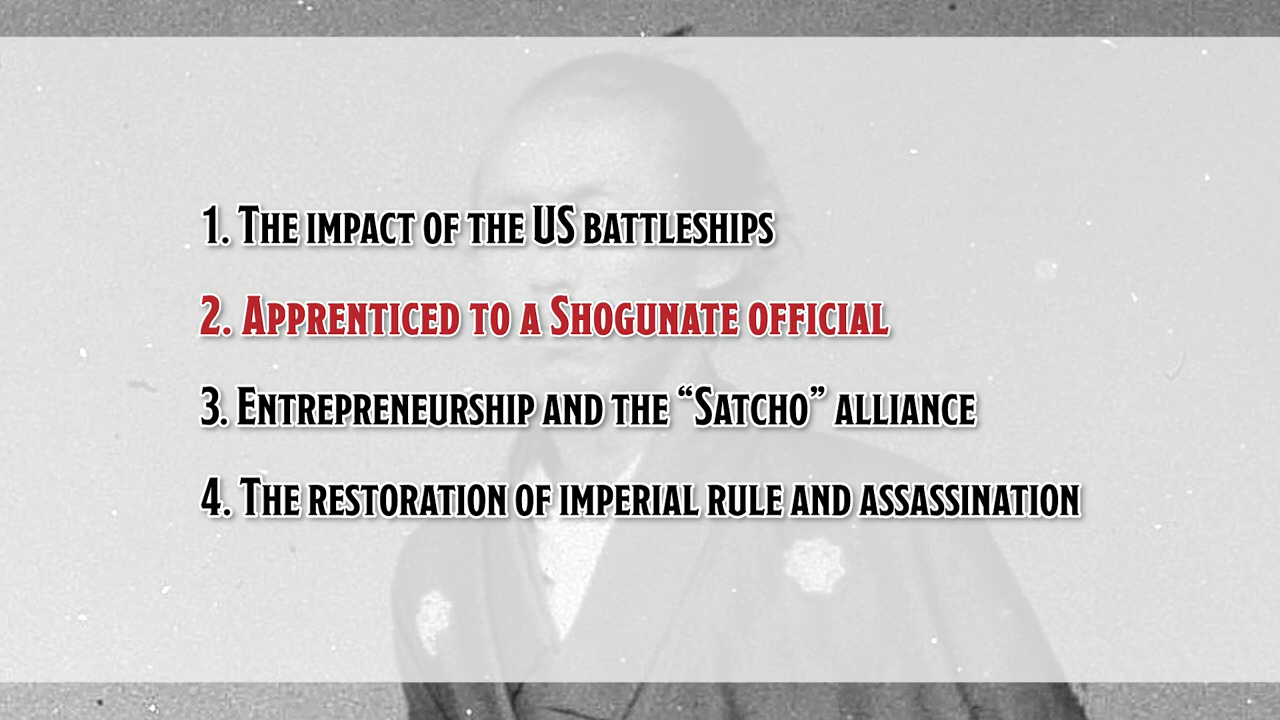 1. The impact of the US battleships
2. Apprenticed to a Shogunate official
3. Entrepreneurship and the “Satcho” alliance
4. The restoration of imperial rule and assassination